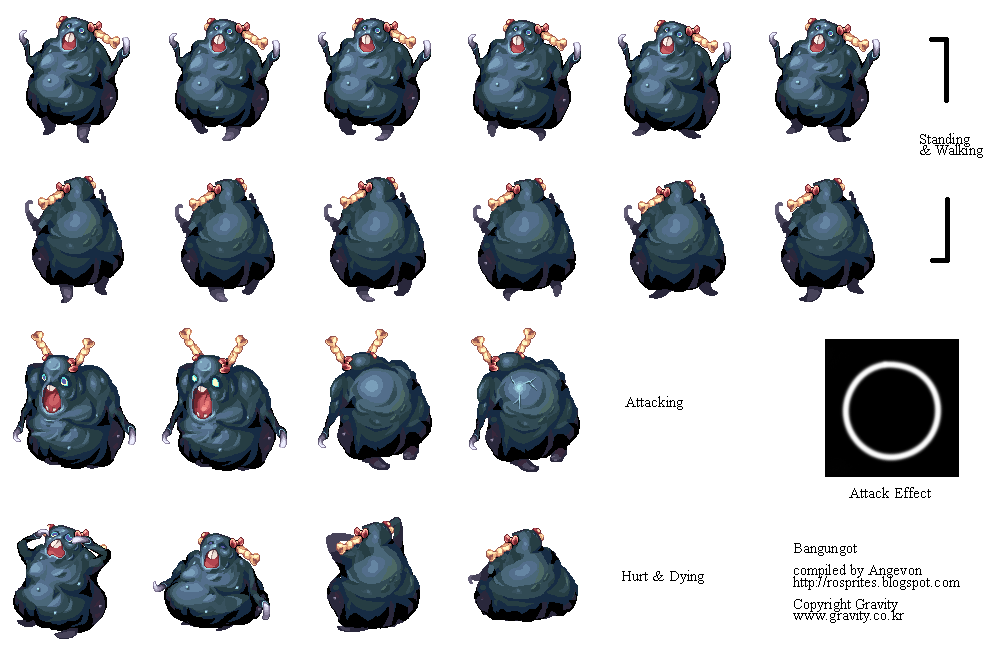 Standing
& Walking
Attacking
Attack Effect
Hurt & Dying
Bangungot
compiled by Angevon
http://rosprites.blogspot.com
Copyright Gravity
www.gravity.co.kr